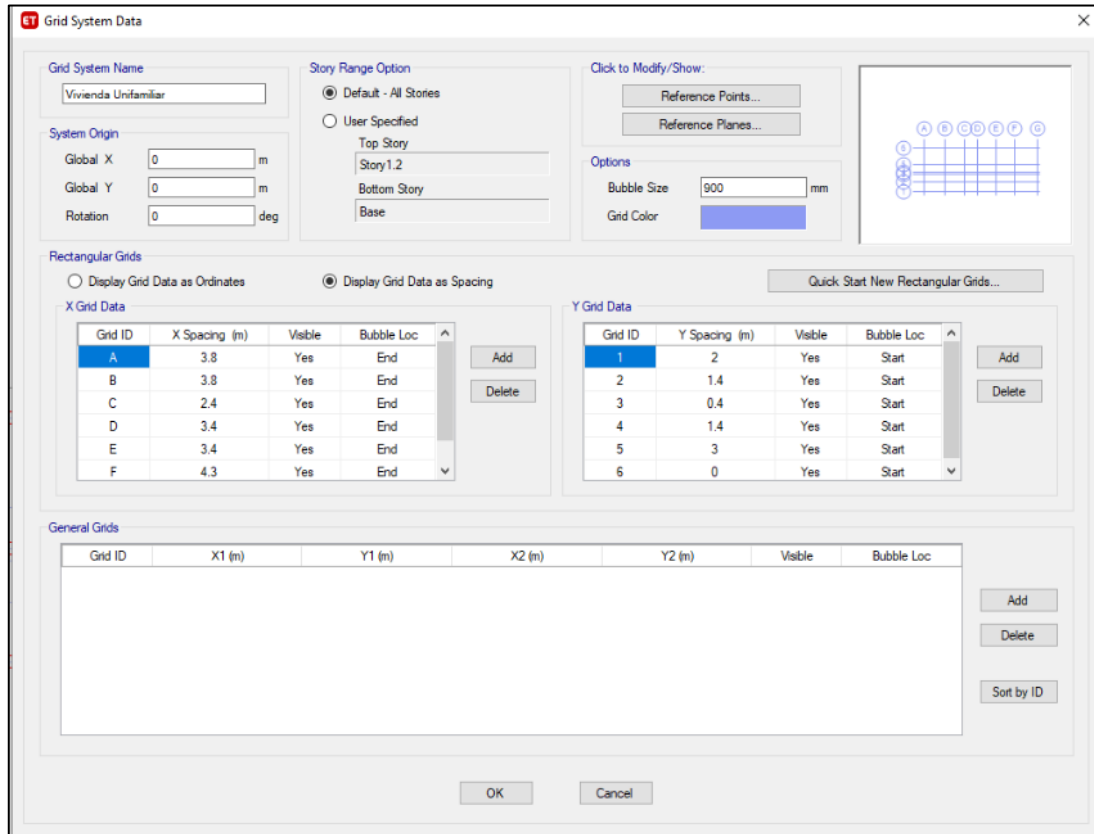 ET Grid System Data
Grid System Name
Vivienda Unifamiliar
System Origin
Global X 0 m
Global Y 0 m
Rotation 0 deg
Story Range Option
Default - All Stories
User Specified
Top Story
Story1.2
Bottom Story
Base
Click to Modify/Show:
Reference Points...
Reference Planes...
Options
Bubble Size 900 mm
Grid Color
A B C D E F G
Rectangular Grids
Display Grid Data as Ordinates Display Grid Data as Spacing Quick Start New Rectangular Grids...
X Grid Data
Grid ID X Spacing (m) Visible Bubble Loc
A 3.8 Yes End
B 3.8 Yes End
C 2.4 Yes End
D 3.4 Yes End
E 3.4 Yes End
F 4.3 Yes End
Add
Delete
Y Grid Data
Grid ID Y Spacing (m) Visible Bubble Loc
1 2 Yes Start
2 1.4 Yes Start
3 0.4 Yes Start
4 1.4 Yes Start
5 3 Yes Start
6 0 Yes Start
Add
Delete
General Grids
Grid ID X1 (m) Y1 (m) X2 (m) Y2 (m) Visible Bubble Loc
Add
Delete
Sort by ID
OK Cancel